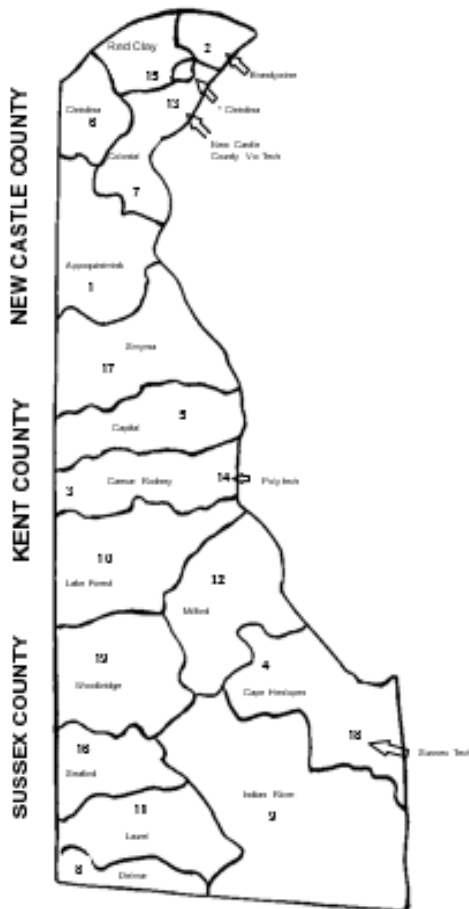 Red Clay
2
Brandywine
15
* Christina
Christina
6
13
New Castle
County Vo Tech
Colonial
7
NEW CASTLE COUNTY
Appoquinimink
1
Smyrna
17
5
Capital
KENT COUNTY
3
Caesar Rodney
14
Polytech
10
Lake Forest
12
Milford
SUSSEX COUNTY
19
Woodbridge
4
Cape Henlopen
18
Sussex Tech
16
Seaford
Indian River
9
11
Laurel
8
Delmar